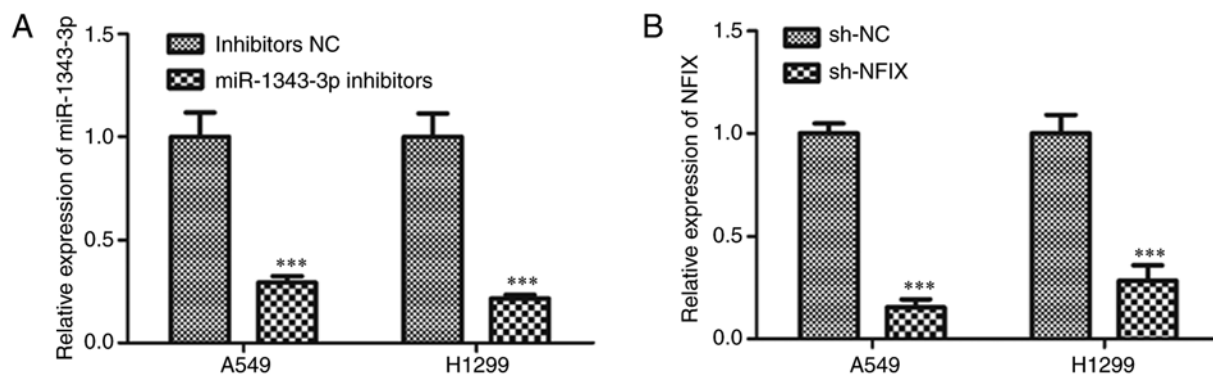 A
Relative expression of miR-1343-3p
1.5
1.0
0.5
0.0
Inhibitors NC
miR-1343-3p inhibitors
***
***
A549
H1299
B
Relative expression of NFIX
1.5
1.0
0.5
0.0
sh-NC
sh-NFIX
***
***
A549
H1299